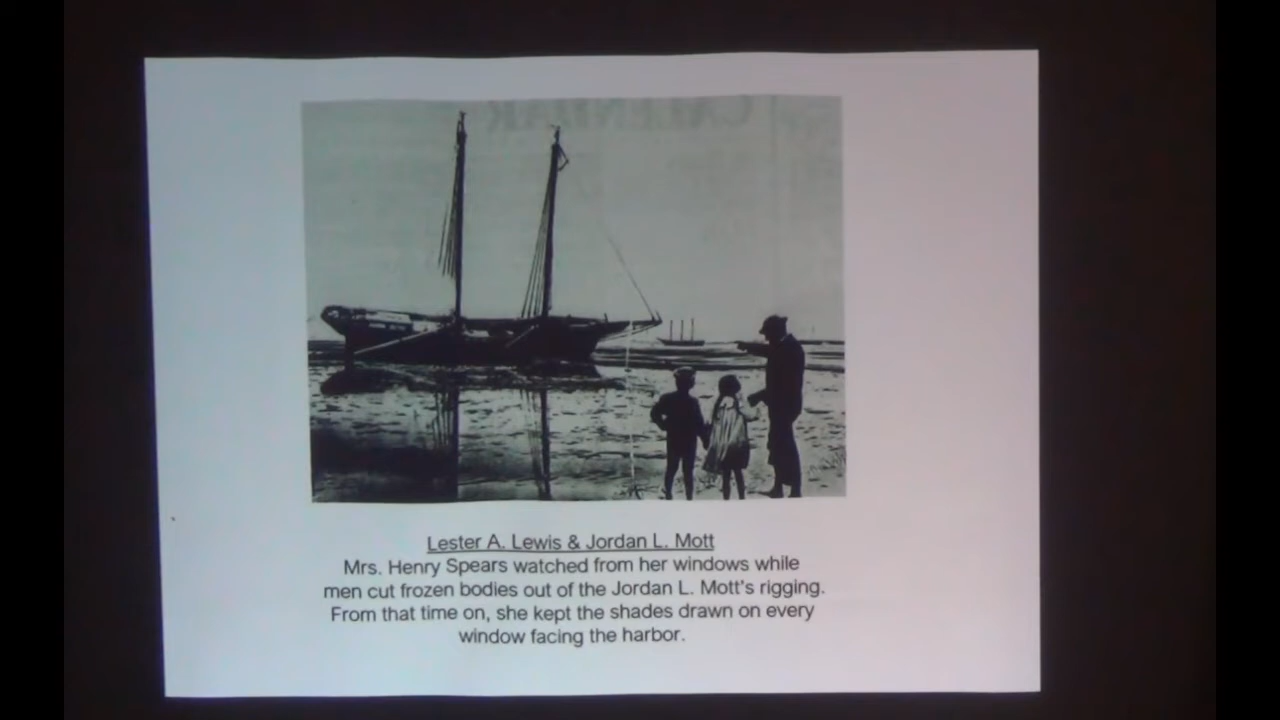 Lester A. Lewis & Jordan L. Mott
Mrs. Henry Spears watched from her windows while
men cut frozen bodies out of the Jordan L. Mott's rigging.
From that time on, she kept the shades drawn on every
window facing the harbor.